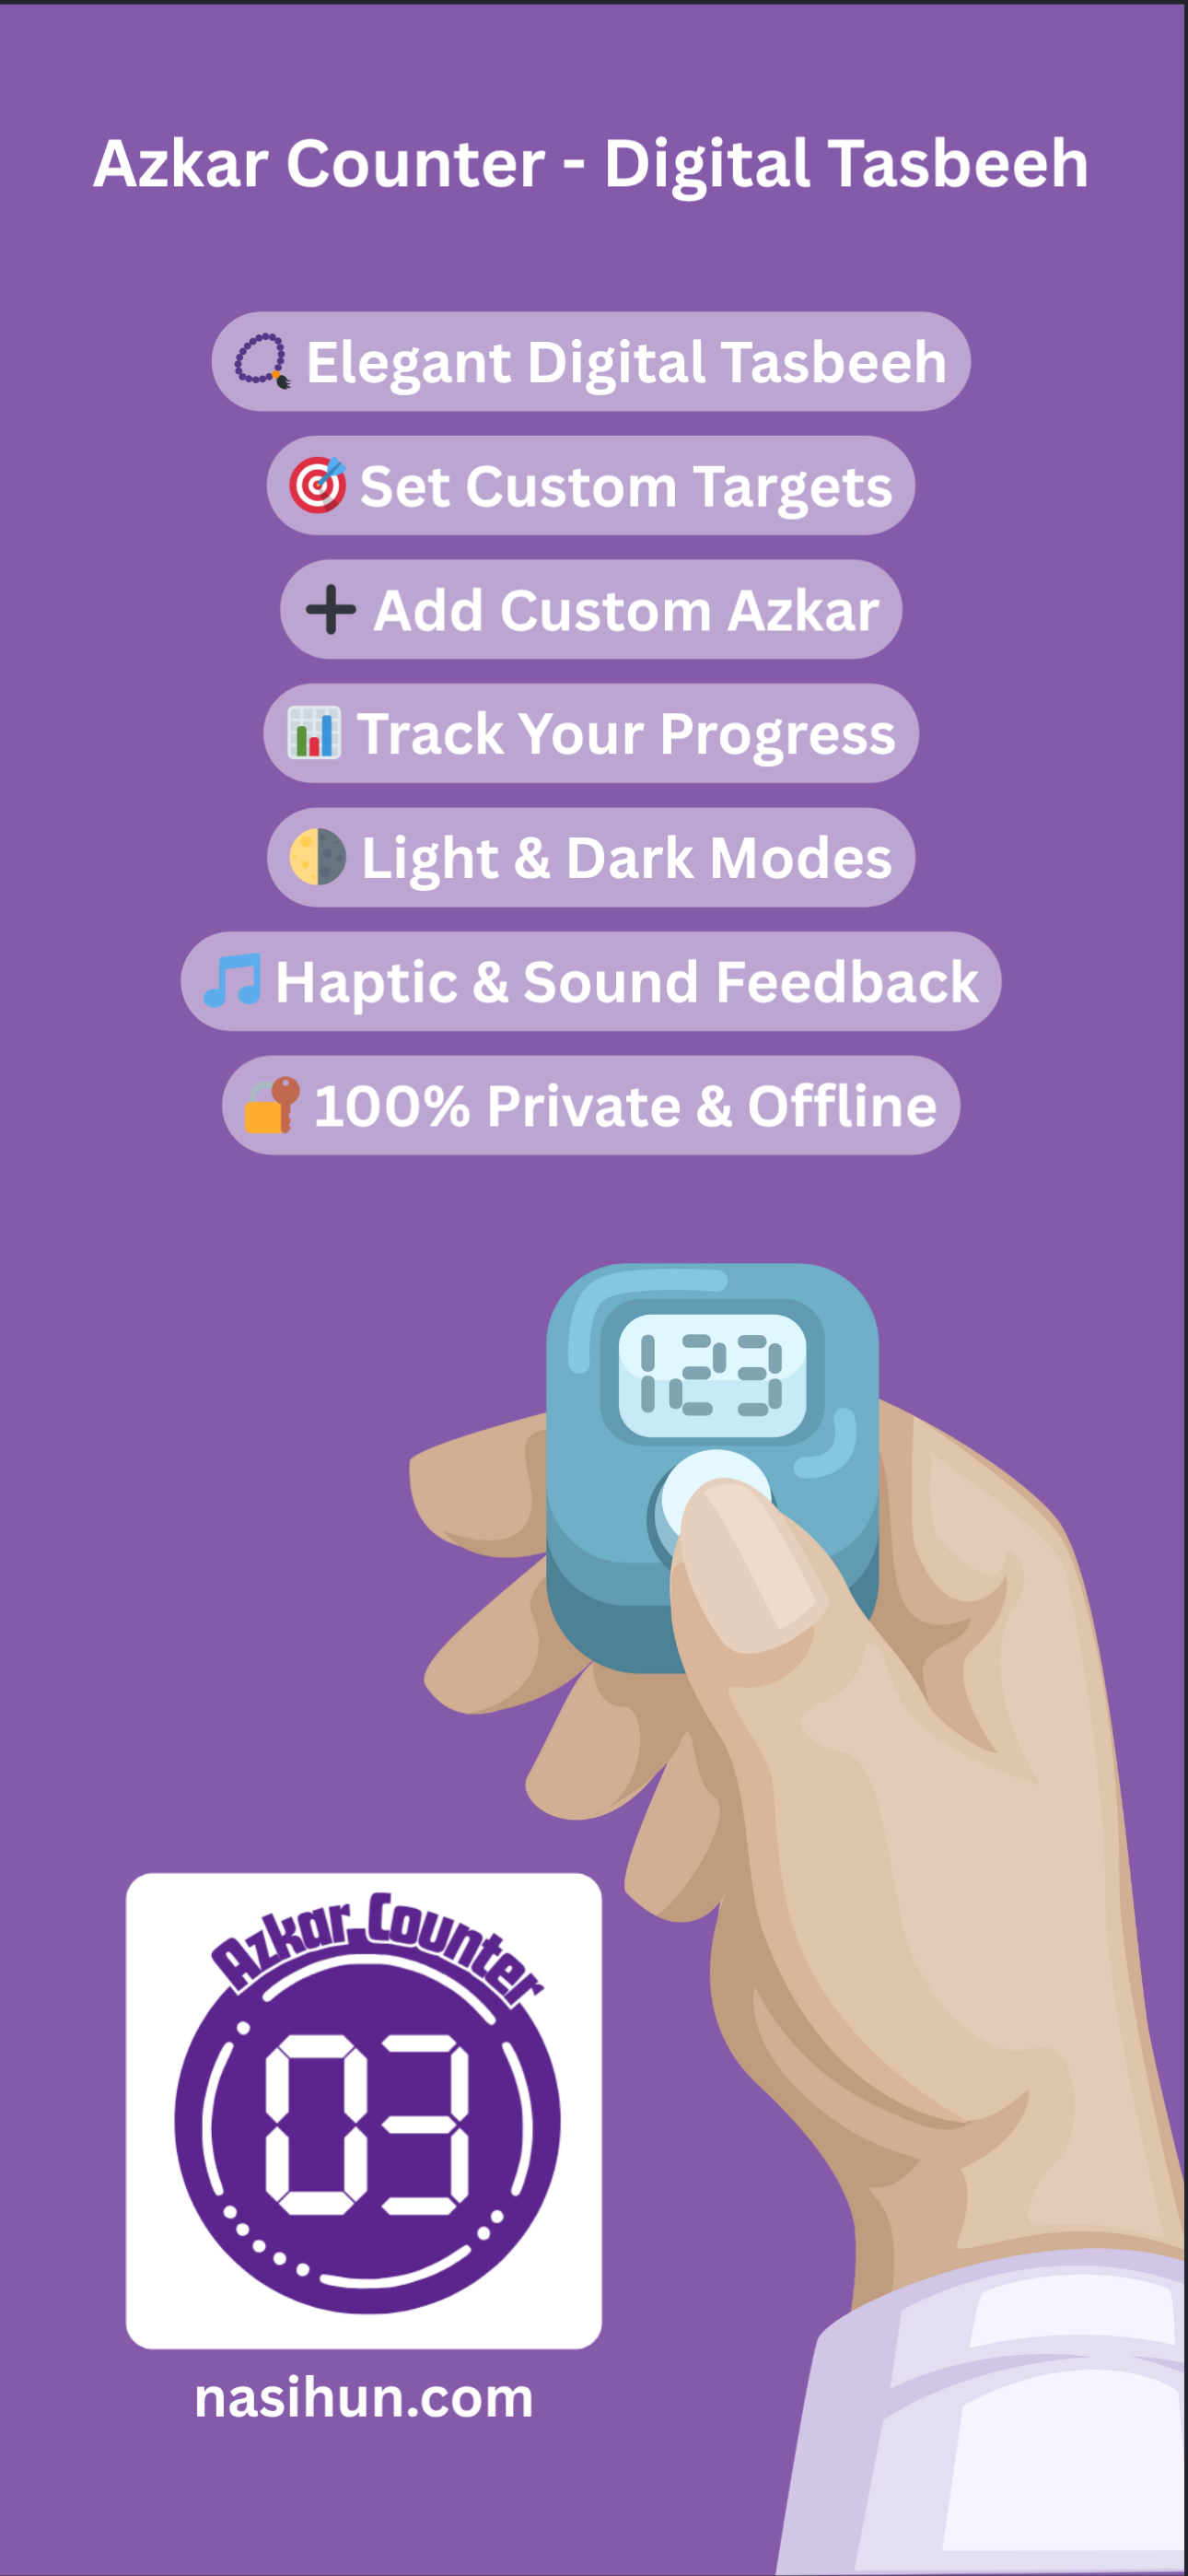 Azkar Counter - Digital Tasbeeh
Elegant Digital Tasbeeh
Set Custom Targets
Add Custom Azkar
Track Your Progress
Light & Dark Modes
Haptic & Sound Feedback
100% Private & Offline
123
Azkar Counter
03
nasihun.com